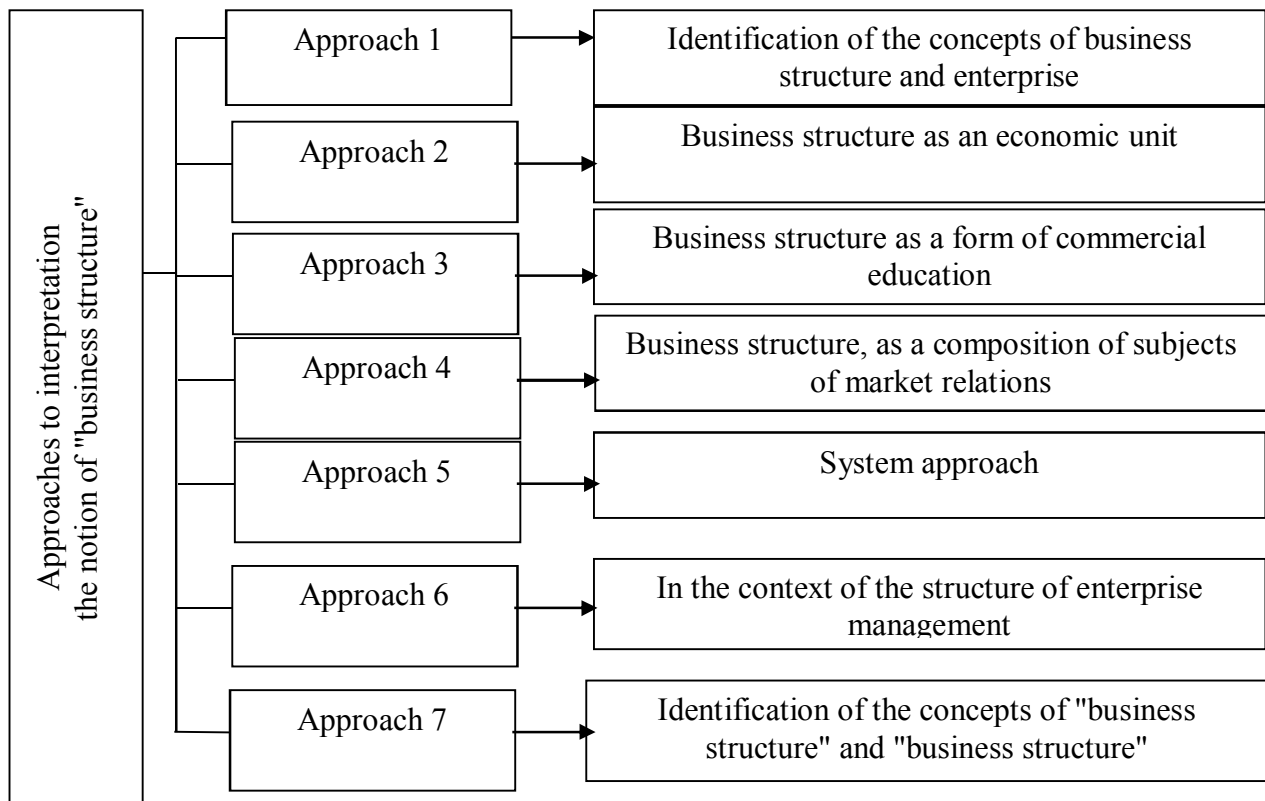 Approaches to interpretation
the notion of "business structure"
Approach 1
Identification of the concepts of business
structure and enterprise
Approach 2
Business structure as an economic unit
Approach 3
Business structure as a form of commercial
education
Approach 4
Business structure, as a composition of subjects
of market relations
Approach 5
System approach
Approach 6
In the context of the structure of enterprise
management
Approach 7
Identification of the concepts of "business
structure" and "business structure"